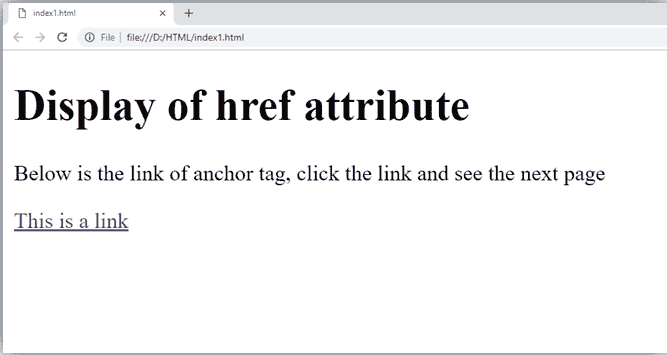 index1.html
File file:///D:/HTML/index1.html
Display of href attribute
Below is the link of anchor tag, click the link and see the next page
This is a link